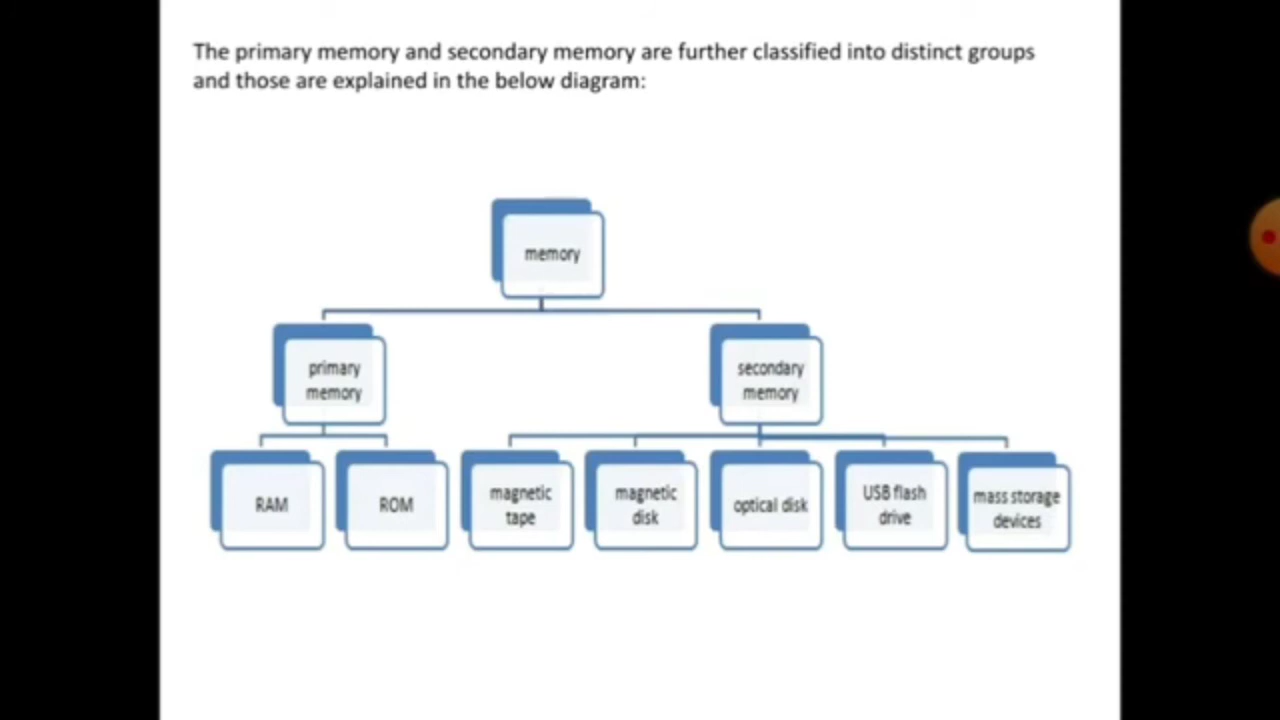 The primary memory and secondary memory are further classified into distinct groups
and those are explained in the below diagram:
memory
primary
memory
secondary
memory
RAM
ROM
magnetic
tape
magnetic
disk
optical disk
USB flash
drive
mass storage
devices